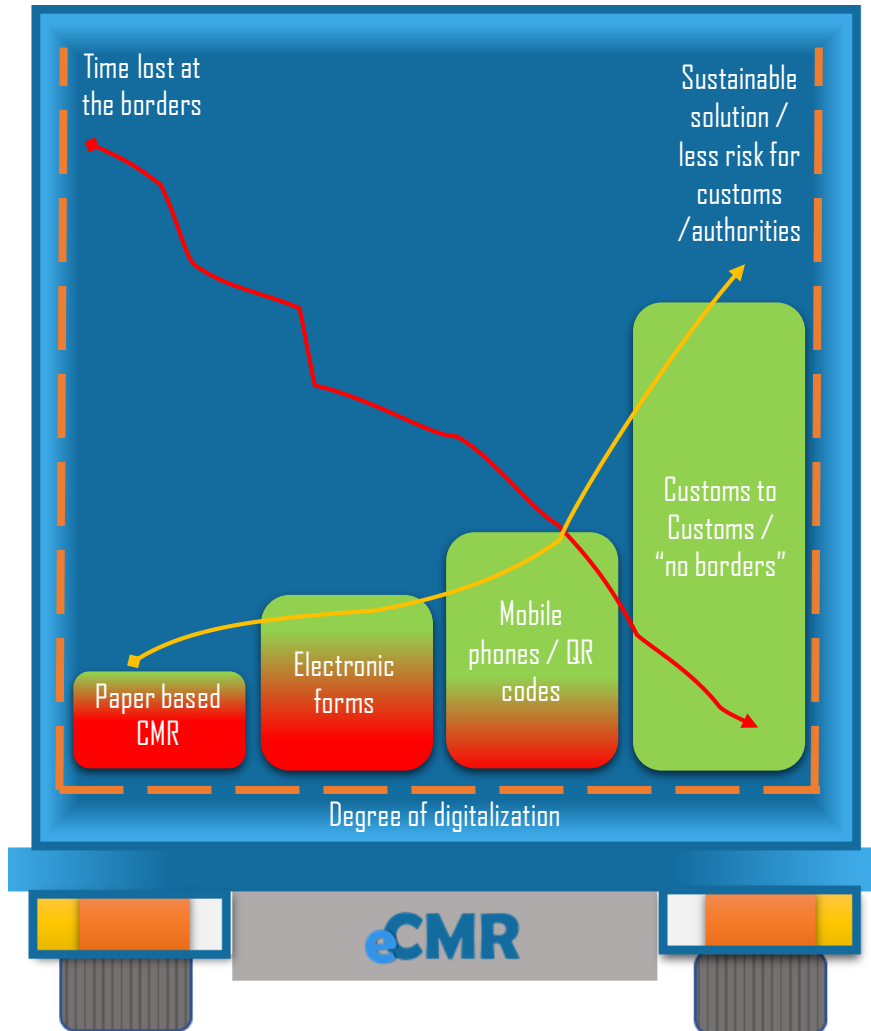 Time lost at
the borders
Sustainable
solution /
less risk for
customs
/authorities
Customs to
Customs /
“no borders”
Mobile
phones / QR
codes
Electronic
forms
Paper based
CMR
Degree of digitalization
eCMR